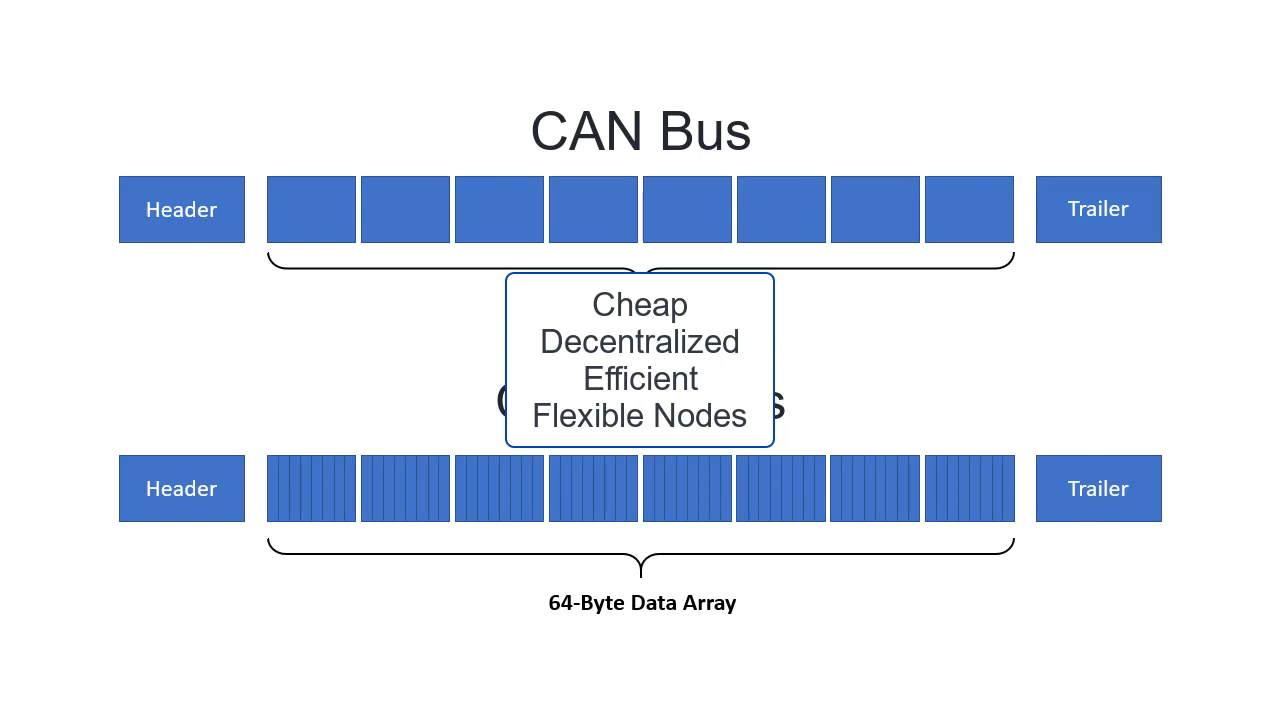 CAN Bus
Header
Trailer
Cheap
Decentralized
Efficient
Flexible Nodes
Header
Trailer
64-Byte Data Array